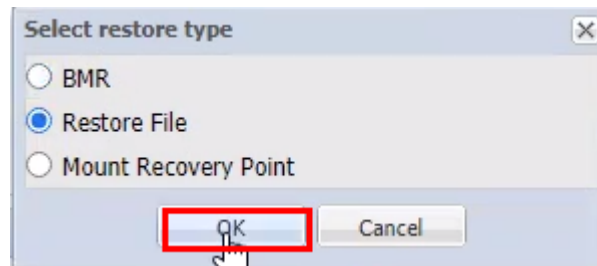 Select restore type
BMR
Restore File
Mount Recovery Point
OK
Cancel